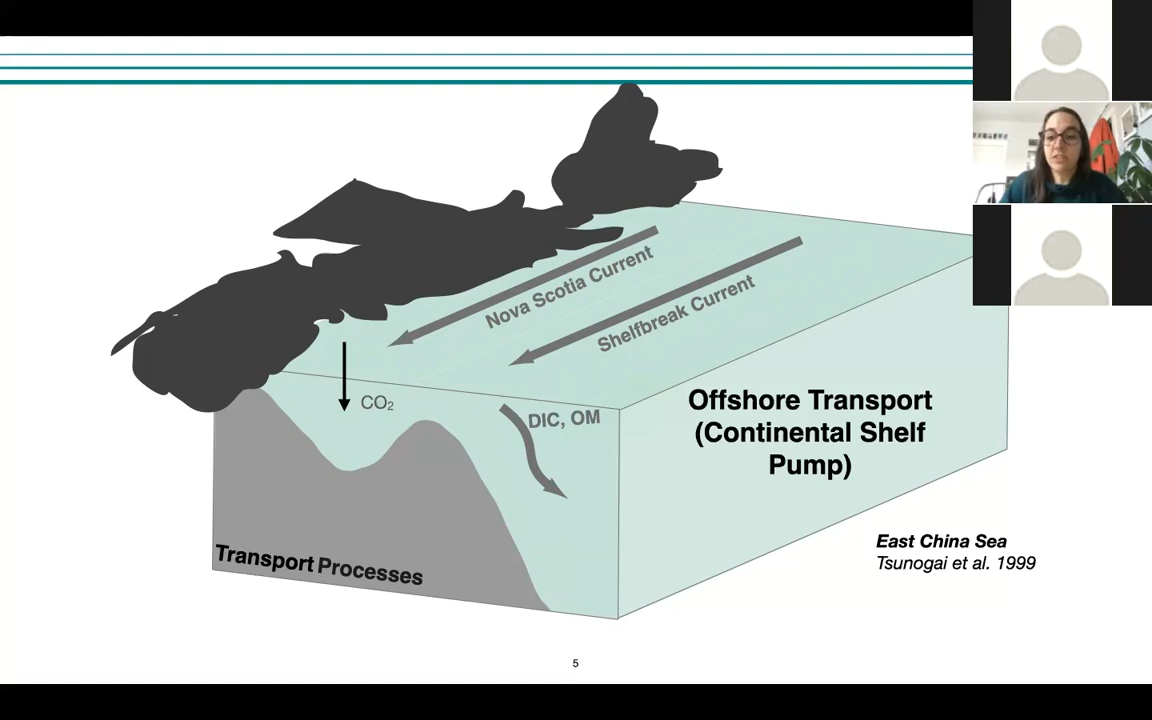 Nova Scotia Current
Shelfbreak Current
CO₂
DIC, OM
Offshore Transport
(Continental Shelf
Pump)
Transport Processes
East China Sea
Tsunogai et al. 1999
5